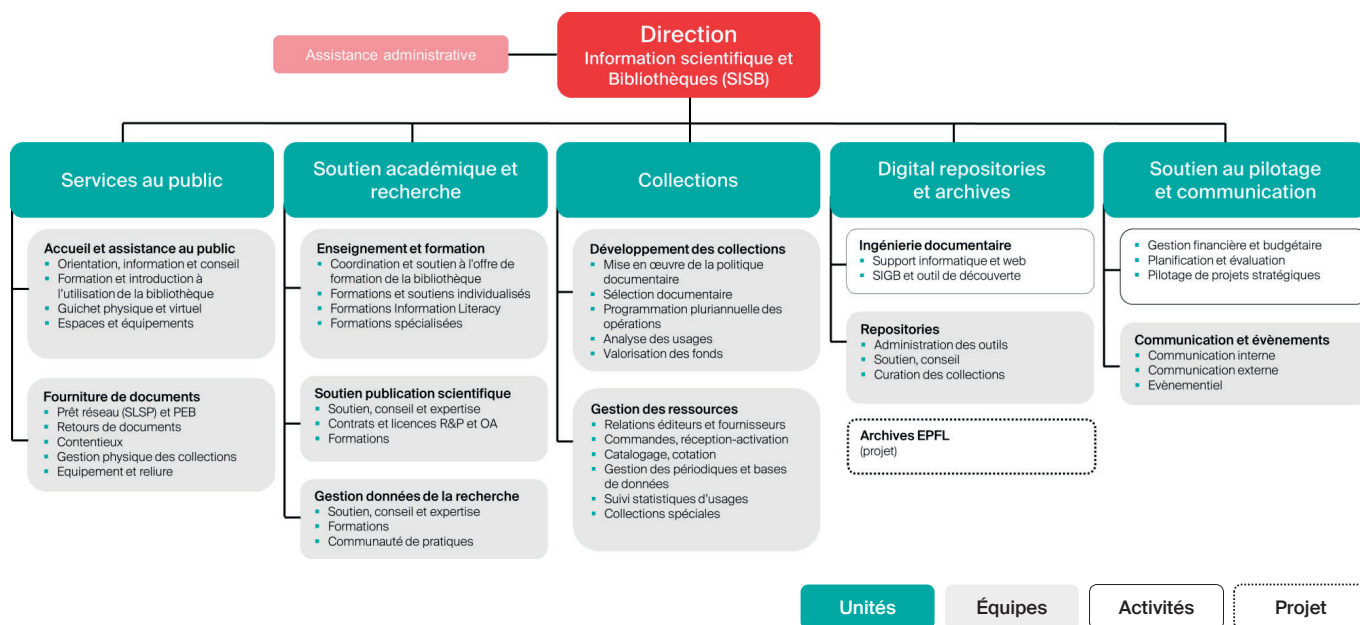 Direction
Information scientifique et
Bibliothèques (SISB)
Assistance administrative
Services au public
Accueil et assistance au public
Orientation, information et conseil
Formation et introduction à
l'utilisation de la bibliothèque
Guichet physique et virtuel
Espaces et équipements
Fourniture de documents
Prêt réseau (SLSP) et PEB
Retours de documents
Contentieux
Gestion physique des collections
Equipement et reliure
Soutien académique et
recherche
Enseignement et formation
Coordination et soutien à l'offre de
formation de la bibliothèque
Formations et soutiens individualisés
Formations Information Literacy
Formations spécialisées
Soutien publication scientifique
Soutien, conseil et expertise
Contrats et licences R&P et OA
Formations
Gestion données de la recherche
Soutien, conseil et expertise
Formations
Communauté de pratiques
Collections
Développement des collections
Mise en œuvre de la politique
documentaire
Sélection documentaire
Programmation pluriannuelle des
opérations
Analyse des usages
Valorisation des fonds
Gestion des ressources
Relations éditeurs et fournisseurs
Commandes, réception-activation
Catalogage, cotation
Gestion des périodiques et bases
de données
Suivi statistiques d'usages
Collections spéciales
Digital repositories
et archives
Ingénierie documentaire
Support informatique et web
SIGB et outil de découverte
Repositories
Administration des outils
Soutien, conseil
Curation des collections
Archives EPFL
(projet)
Soutien au pilotage
et communication
Gestion financière et budgétaire
Planification et évaluation
Pilotage de projets stratégiques
Communication et évènements
Communication interne
Communication externe
Evènementiel
Unités
Équipes
Activités
Projet